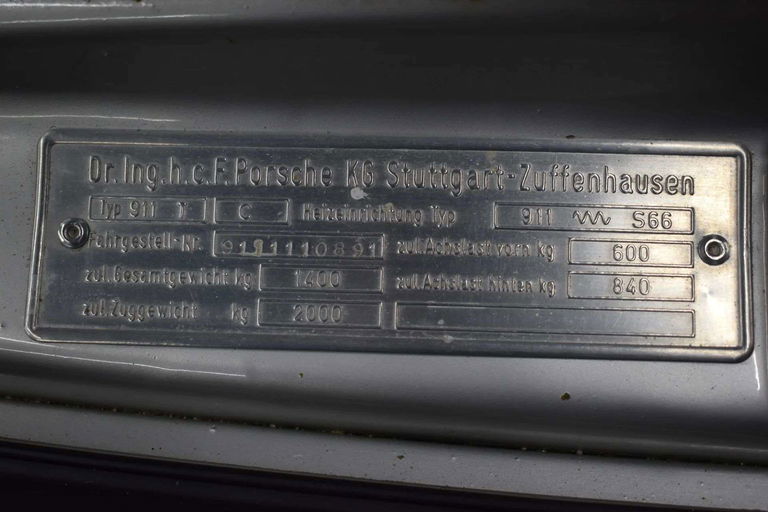 Dr. Ing. h. c. F. Porsche KG Stuttgart-Zuffenhausen
Typ 911 T C Heizeinrichtung Typ 911 S66
Fahrgestell-Nr. 9111110891 zul. Achslast vorn kg 600
zul. Gesamtgewicht kg 1400 zul. Achslast hinten kg 840
zul. Zuggewicht kg 2000